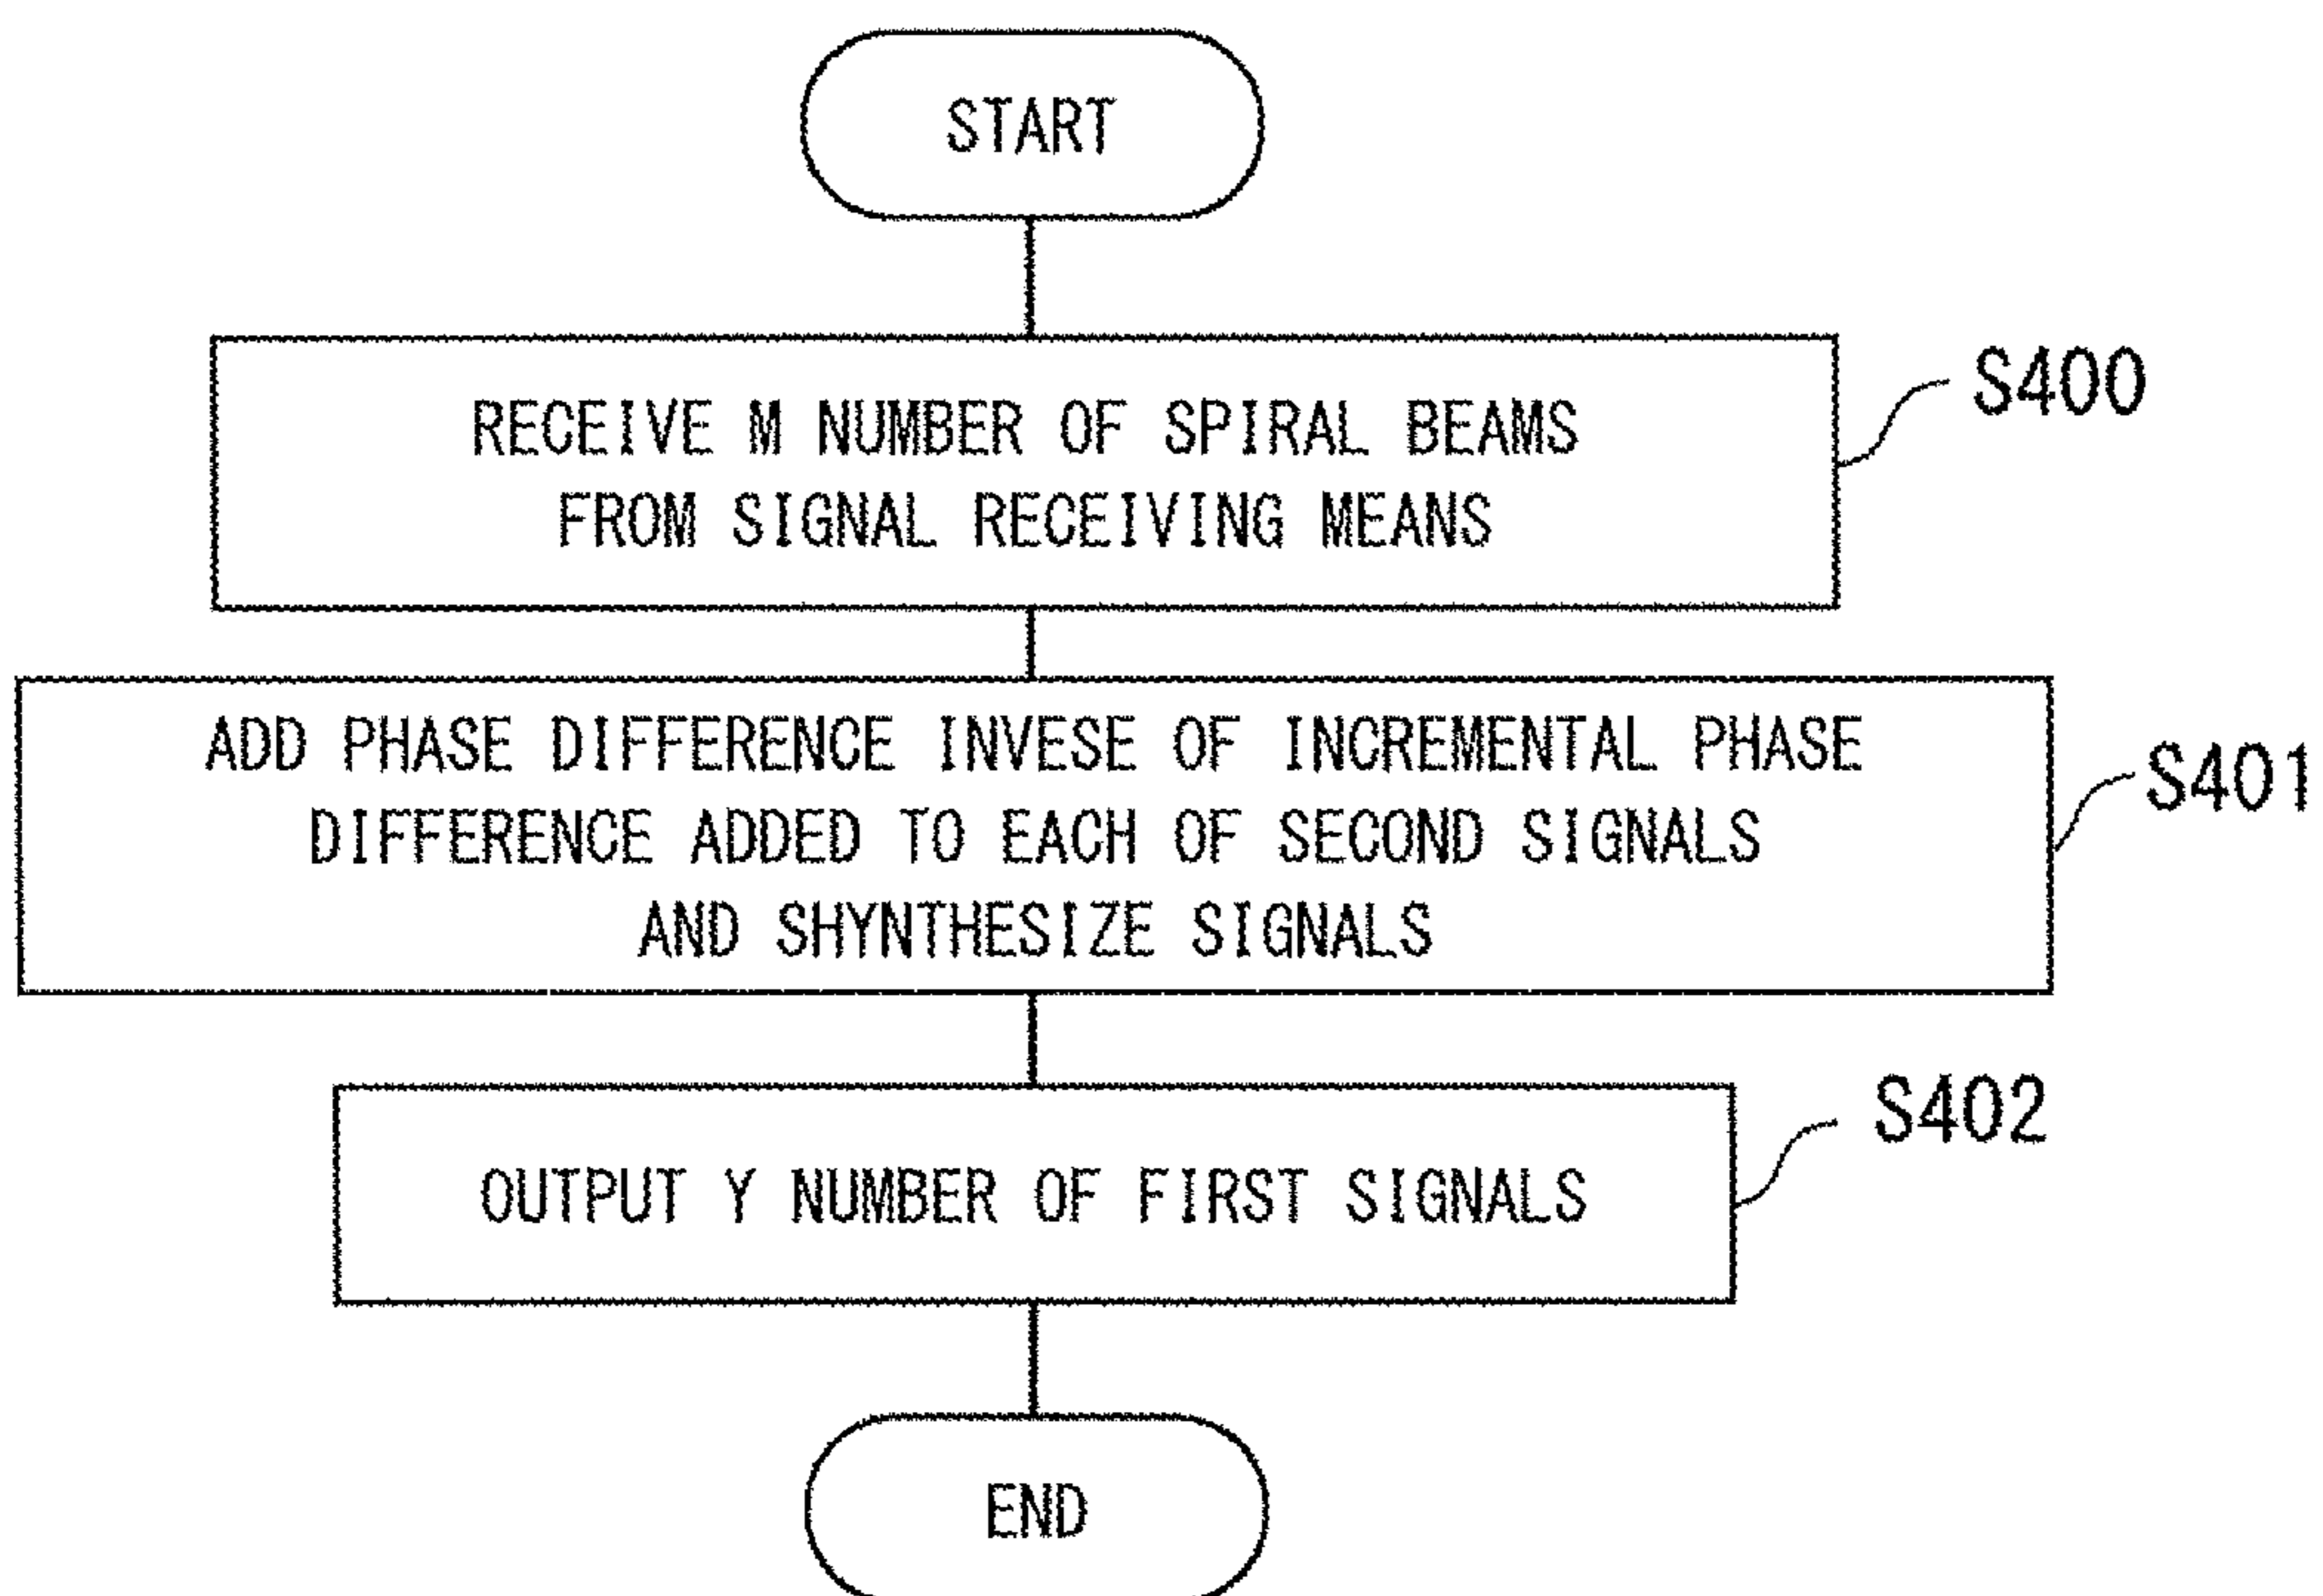 START
RECEIVE M NUMBER OF SPIRAL BEAMS
FROM SIGNAL RECEIVING MEANS
S400
ADD PHASE DIFFERENCE INVESE OF INCREMENTAL PHASE
DIFFERENCE ADDED TO EACH OF SECOND SIGNALS
AND SHYNTHESIZE SIGNALS
S401
OUTPUT Y NUMBER OF FIRST SIGNALS
S402
END